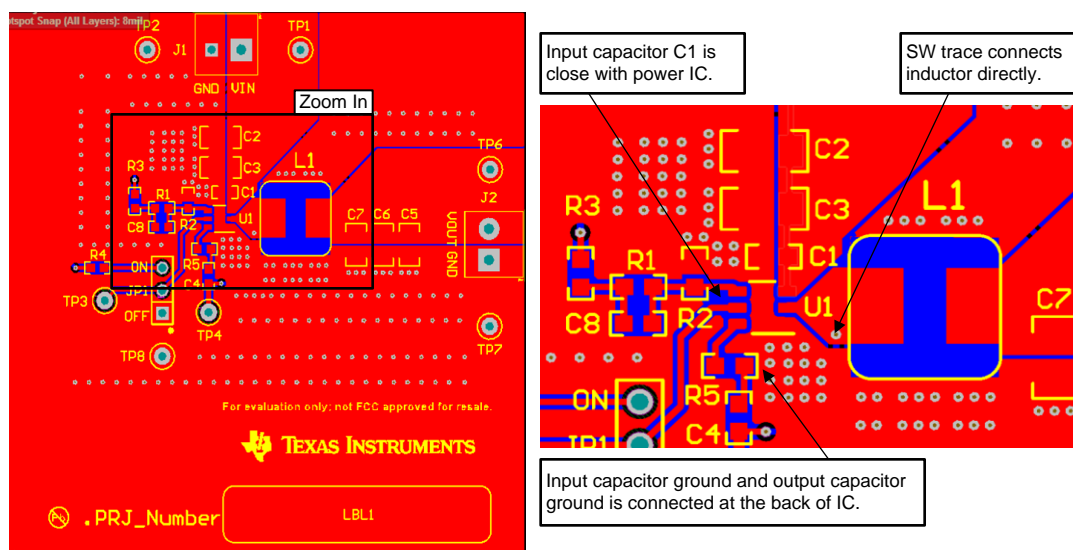 otspot Snap (All Layers): 8mil
TP2
TP1
J1
GND VIN
Zoom In
C2
C3
L1
TP6
R3
R1
C1
J2
U1
C8
R2
C7 C6 C5
VOUT GND
R4
ON
R5
C4
JP1
TP3
OFF
TP4
TP7
TP8
For evaluation only; not FCC approved for resale.
TEXAS INSTRUMENTS
.PRJ_Number
LBL1
Input capacitor C1 is
close with power IC.
SW trace connects
inductor directly.
C2
R3
C3
L1
R1
C1
C7
U1
C8
R2
ON
R5
JP1
C4
Input capacitor ground and output capacitor
ground is connected at the back of IC.